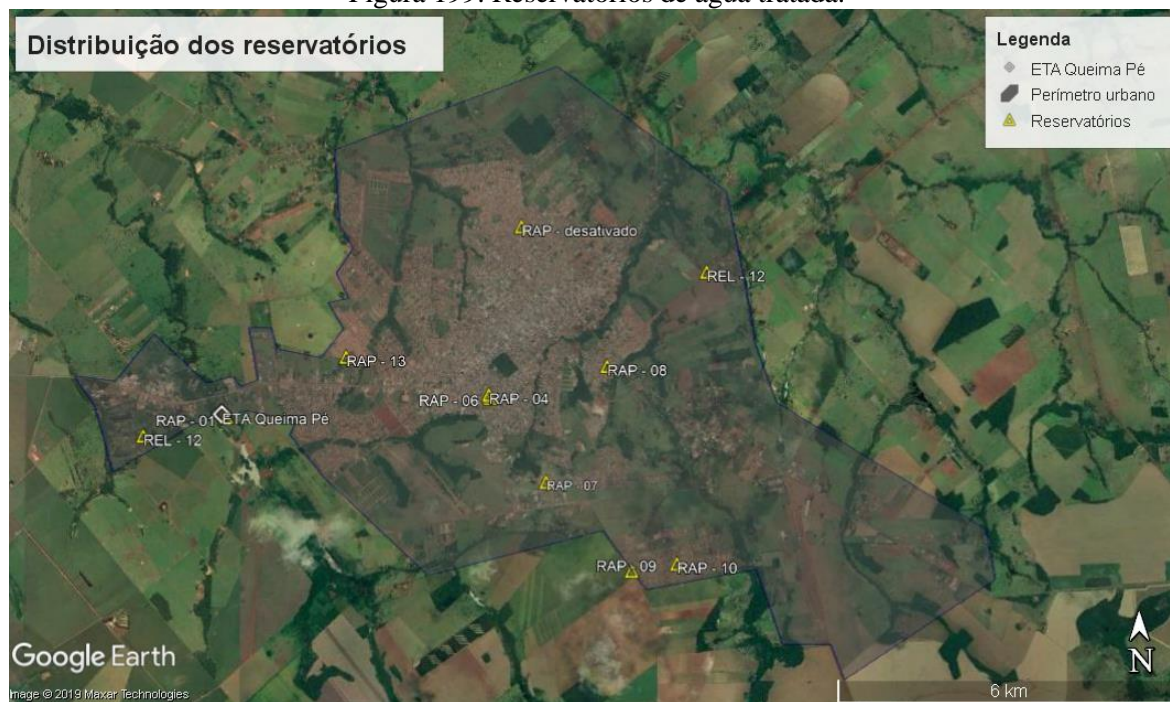 Figura 199. Reservatórios de água tratada.
Distribuição dos reservatórios
Legenda
ETA Queima Pé
Perímetro urbano
Reservatórios
RAP - desativado
REL - 12
RAP - 13
RAP - 08
RAP - 06
RAP - 04
RAP - 01
ETA Queima Pé
REL - 12
RAP - 07
RAP - 09
RAP - 10
Google Earth
N
Image © 2019 Maxar Technologies
6 km